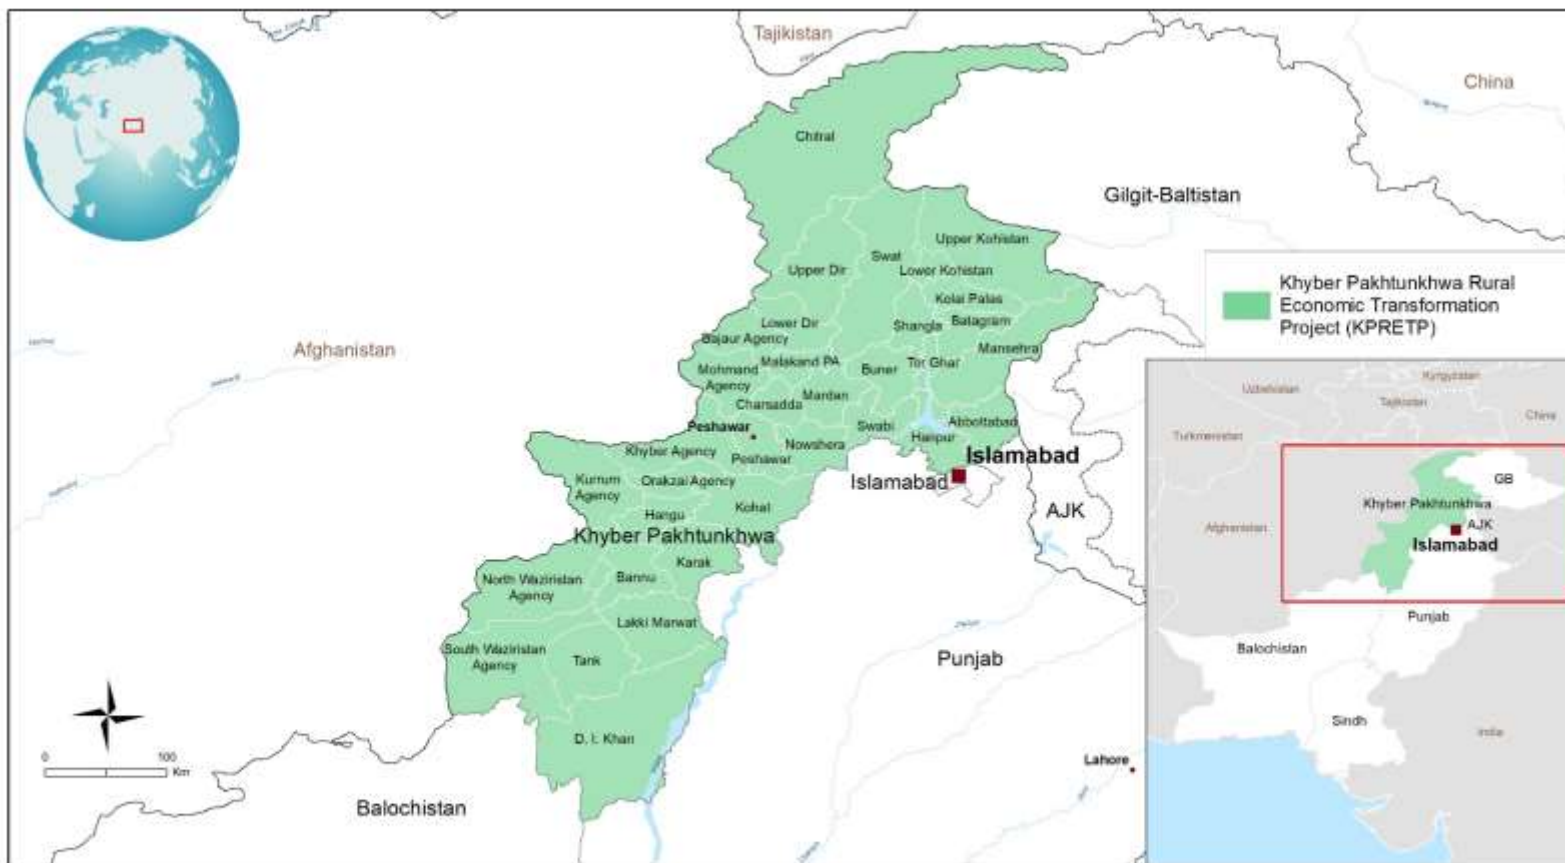 Tajikistan
China
Chitral
Gilgit-Baltistan
Upper Kohistan
Swat
Upper Dir
Lower Kohistan
Khyber Pakhtunkhwa Rural
Economic Transformation
Project (KPRETP)
Kolai Palas
Lower Dir
Shangla
Batagram
Bajaur Agency
Afghanistan
Mansehra
Malakand PA
Tor Ghar
Mohmand
Agency
Buner
Mardan
Charsadda
Abbottabad
Swabi
Peshawar
Haripur
Nowshera
Khyber Agency
Peshawar
Islamabad
Islamabad
Kurrum
Agency
Orakzai Agency
Kohat
AJK
Hangu
Khyber Pakhtunkhwa
Karak
North Waziristan
Agency
Bannu
Lakki Marwat
South Waziristan
Agency
Tank
Punjab
D. I. Khan
0 100
Km
Lahore
Balochistan
Kyrgyzstan
Uzbekistan
Tajikistan
China
Turkmenistan
GB
Khyber Pakhtunkhwa
Afghanistan
AJK
Islamabad
Punjab
Balochistan
Sindh
India